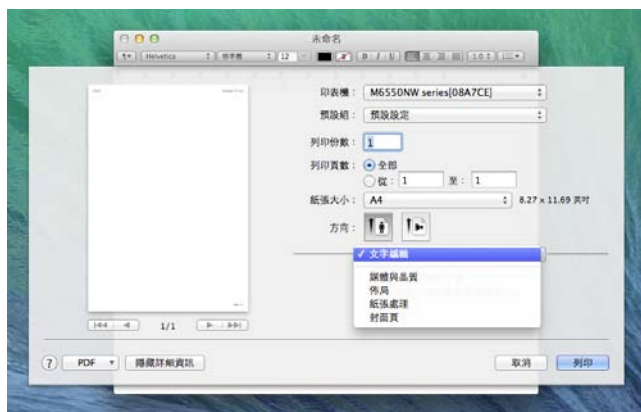 未命名
Helvetica 標準體 12 B I U 1.0
印表機： M6550NW series[08A7CE]
預設組： 預設設定
列印份數： 1
列印頁數： 全部
從： 1 至： 1
紙張大小： A4 8.27 x 11.69 英吋
方向：
✓ 文字編輯
媒體與品質
佈局
紙張處理
封面頁
1/1
? PDF 隱藏詳細資訊 取消 列印